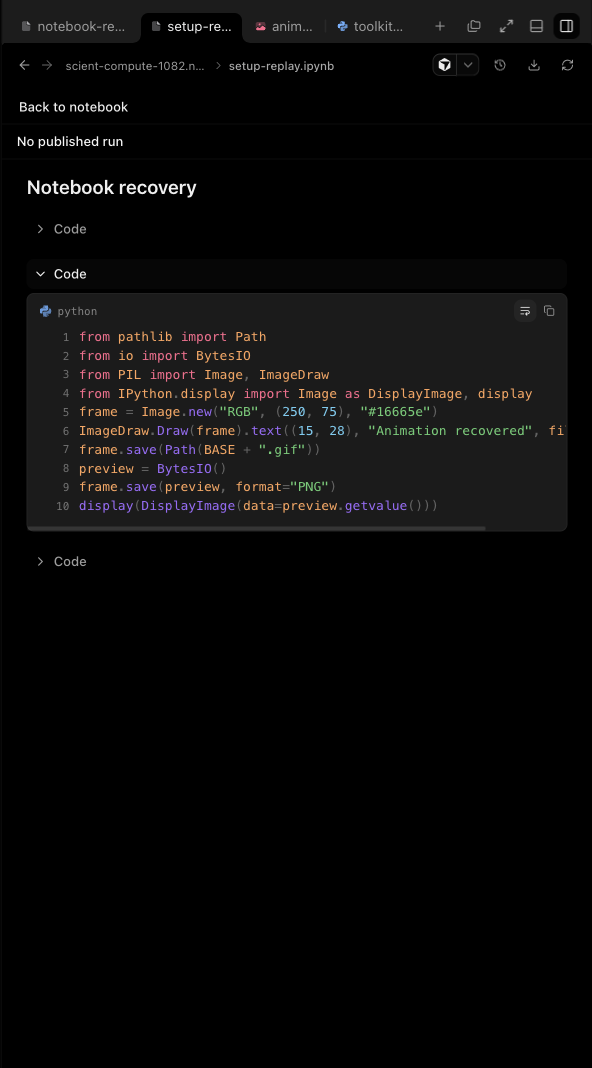 notebook-re...
setup-re...
anim...
toolkit...
scient-compute-1082.n... > setup-replay.ipynb
Back to notebook
No published run
Notebook recovery
Code
Code
python
1 from pathlib import Path
2 from io import BytesIO
3 from PIL import Image, ImageDraw
4 from IPython.display import Image as DisplayImage, display
5 frame = Image.new("RGB", (250, 75), "#16665e")
6 ImageDraw.Draw(frame).text((15, 28), "Animation recovered", fi
7 frame.save(Path(BASE + ".gif"))
8 preview = BytesIO()
9 frame.save(preview, format="PNG")
10 display(DisplayImage(data=preview.getvalue()))
Code